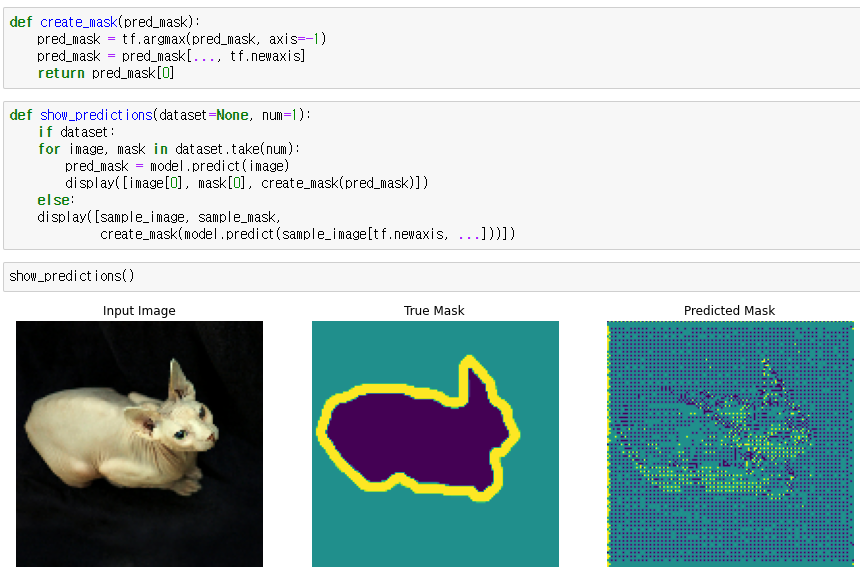 def create_mask(pred_mask):
    pred_mask = tf.argmax(pred_mask, axis=-1)
    pred_mask = pred_mask[..., tf.newaxis]
    return pred_mask[0]
def show_predictions(dataset=None, num=1):
    if dataset:
    for image, mask in dataset.take(num):
        pred_mask = model.predict(image)
        display([image[0], mask[0], create_mask(pred_mask)])
    else:
    display([sample_image, sample_mask,
             create_mask(model.predict(sample_image[tf.newaxis, ...]))])
show_predictions()
Input Image True Mask Predicted Mask